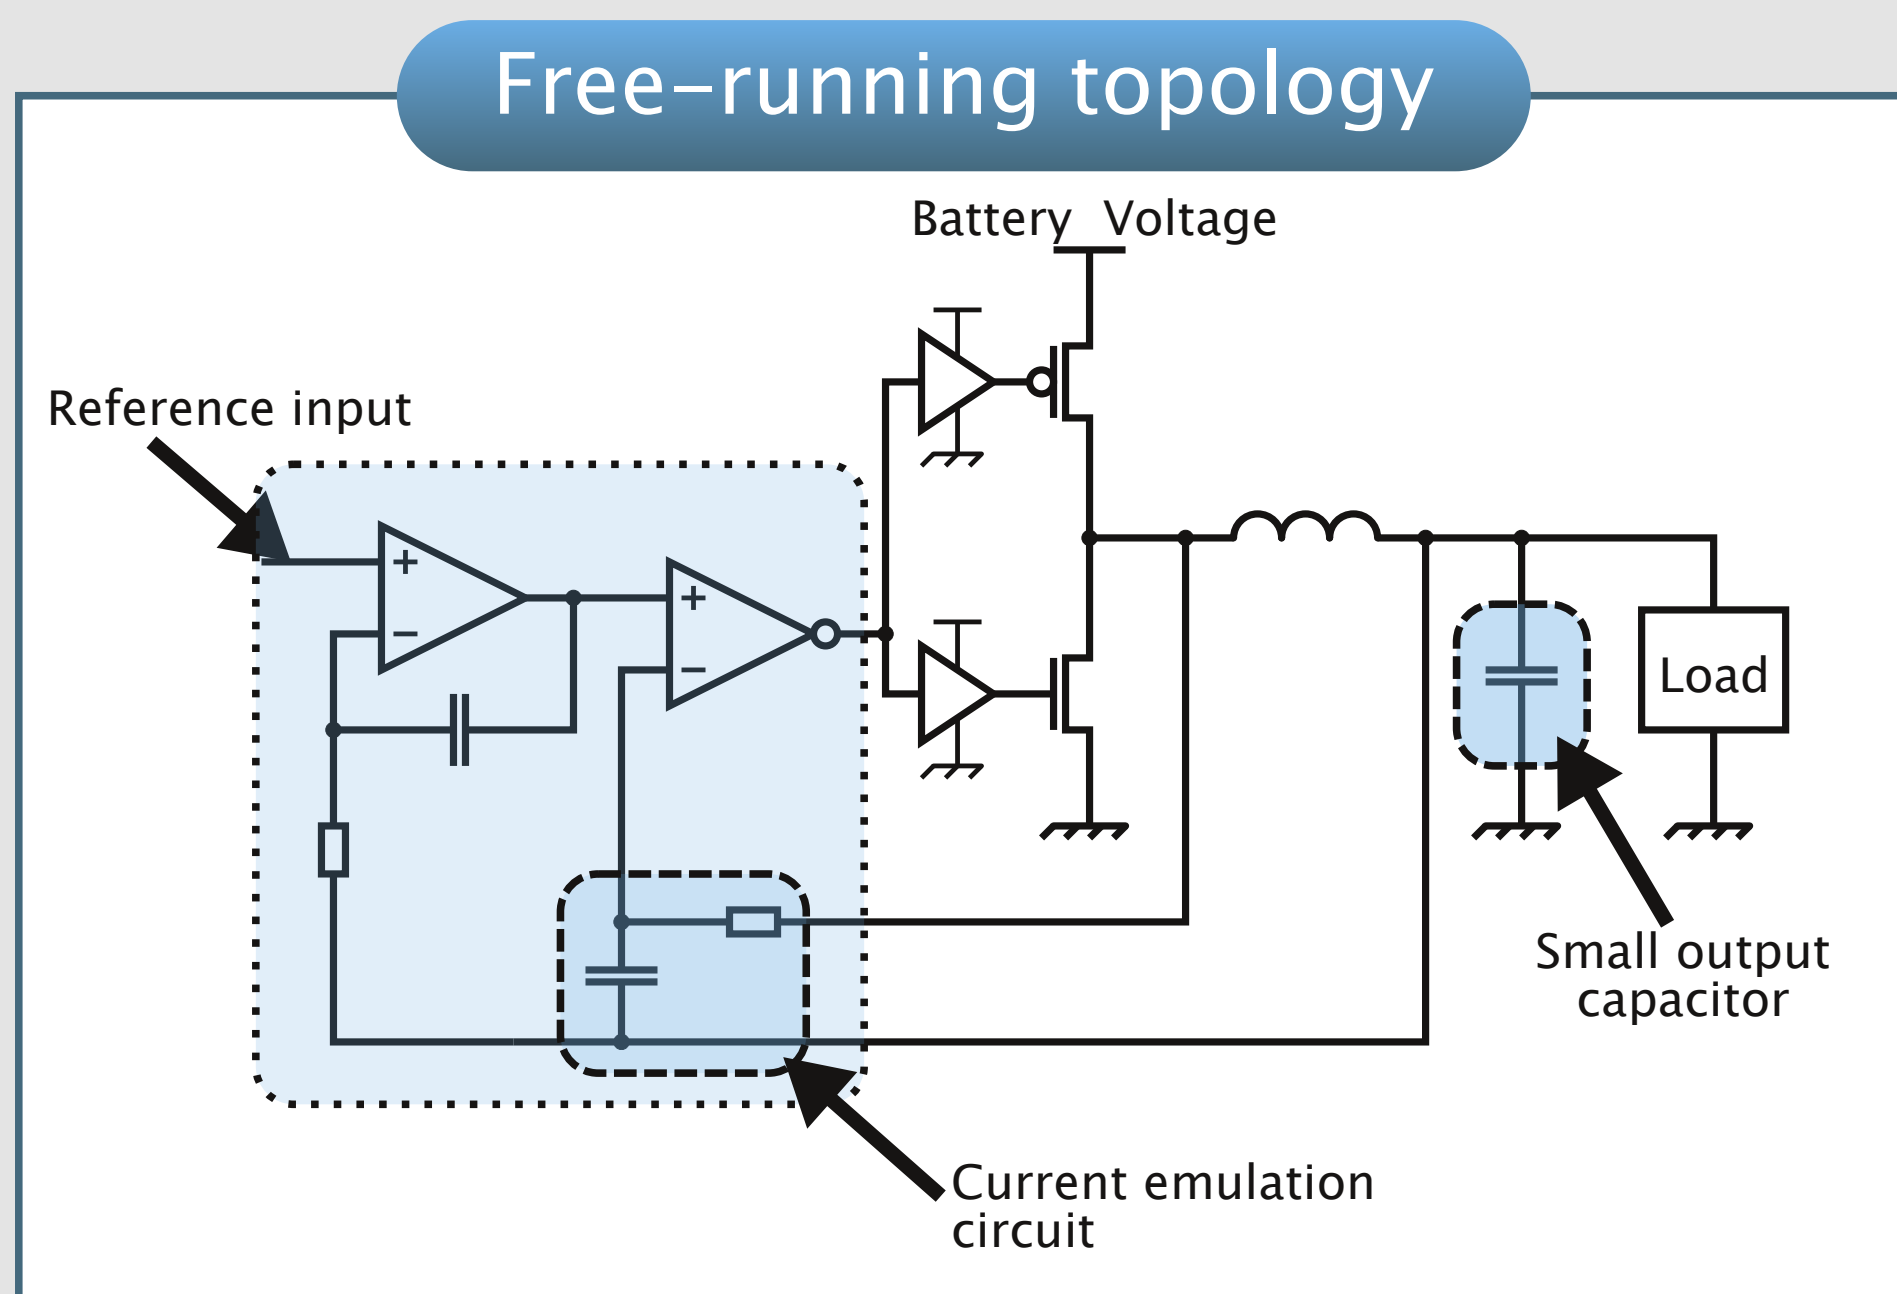 Free-running topology
Battery Voltage
Reference input
+
−
+
−
Load
Small output
capacitor
Current emulation
circuit